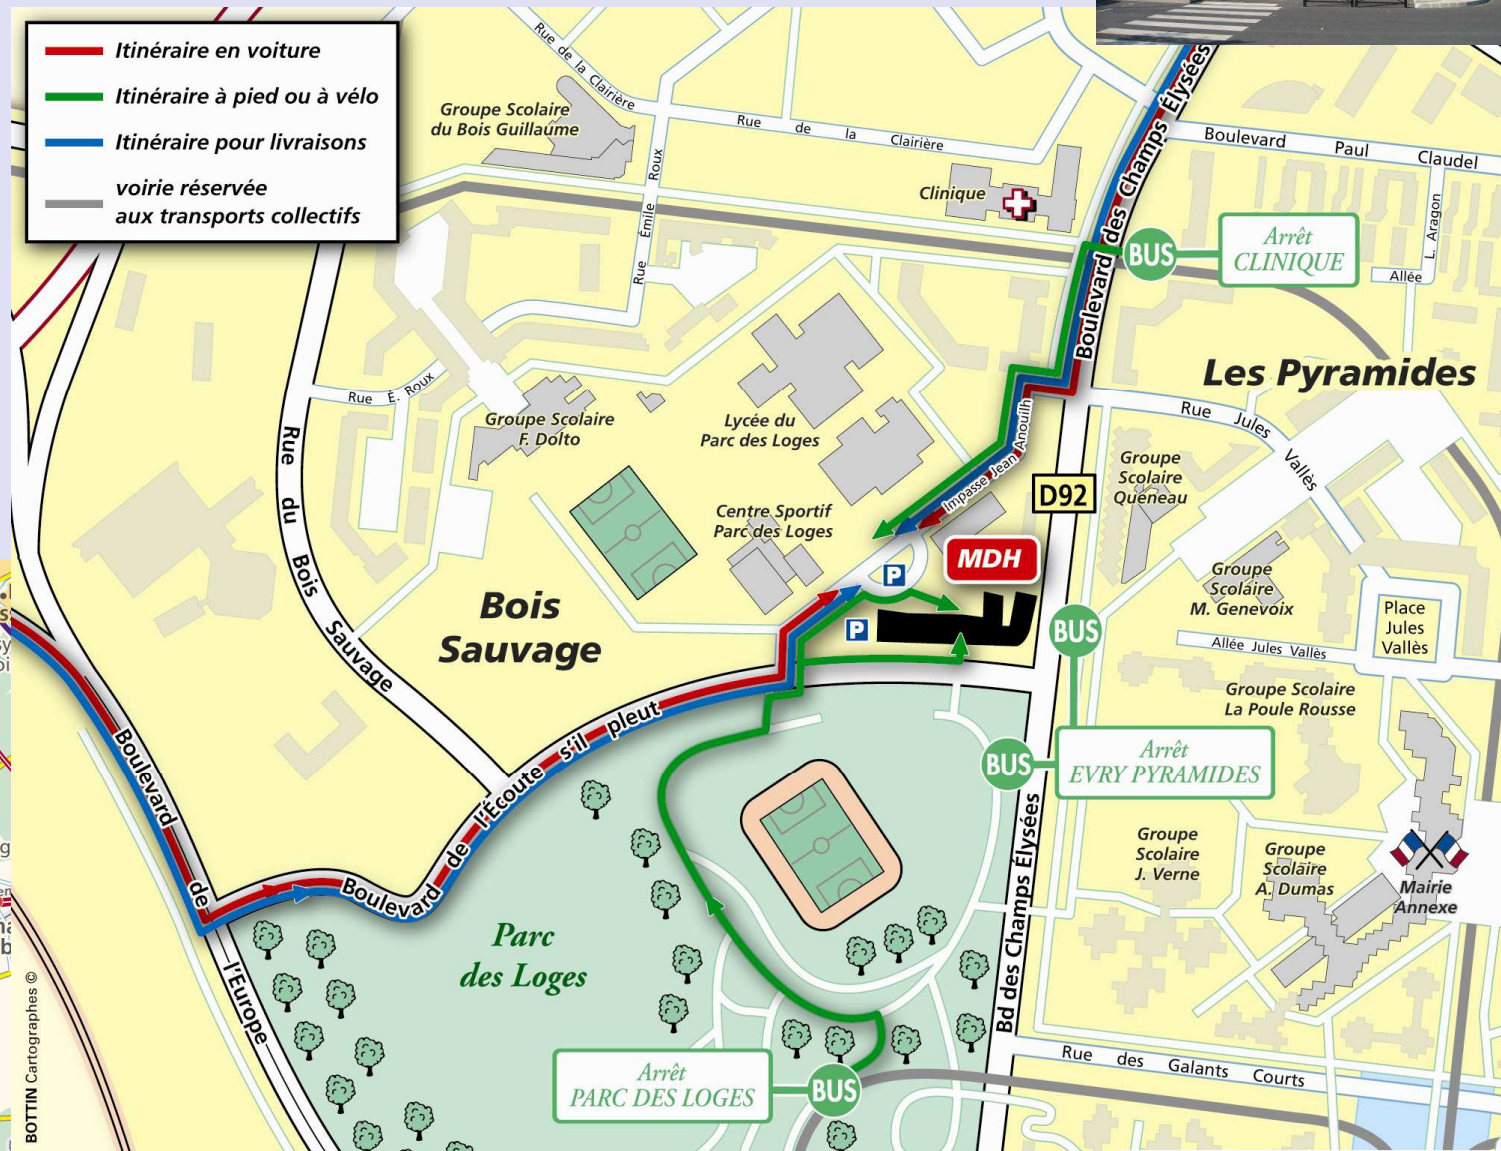 Itinéraire en voiture
Itinéraire à pied ou à vélo
Itinéraire pour livraisons
voirie réservée
aux transports collectifs
Rue de la Clairière
Groupe Scolaire
du Bois Guillaume
Rue de la Clairière
Clinique
Rue Émile Roux
Boulevard des Champs Élysées
Boulevard Paul Claudel
Allée L. Aragon
BUS
Arrêt
CLINIQUE
Les Pyramides
Rue É. Roux
Groupe Scolaire
F. Dolto
Lycée du
Parc des Loges
Impasse Jean Anouilh
Rue Jules Vallès
Groupe
Scolaire
Queneau
D92
Centre Sportif
Parc des Loges
MDH
P
P
Rue du Bois Sauvage
Bois
Sauvage
BUS
Groupe
Scolaire
M. Genevoix
Place
Jules
Vallès
Allée Jules Vallès
Groupe Scolaire
La Poule Rousse
BUS
Arrêt
EVRY PYRAMIDES
Boulevard de l'Europe
Boulevard de l'Écoute s'il pleut
Bd des Champs Élysées
Groupe
Scolaire
J. Verne
Groupe
Scolaire
A. Dumas
Mairie
Annexe
Parc
des Loges
Rue des Galants Courts
Arrêt
PARC DES LOGES
BUS
BOTTIN Cartographes ©